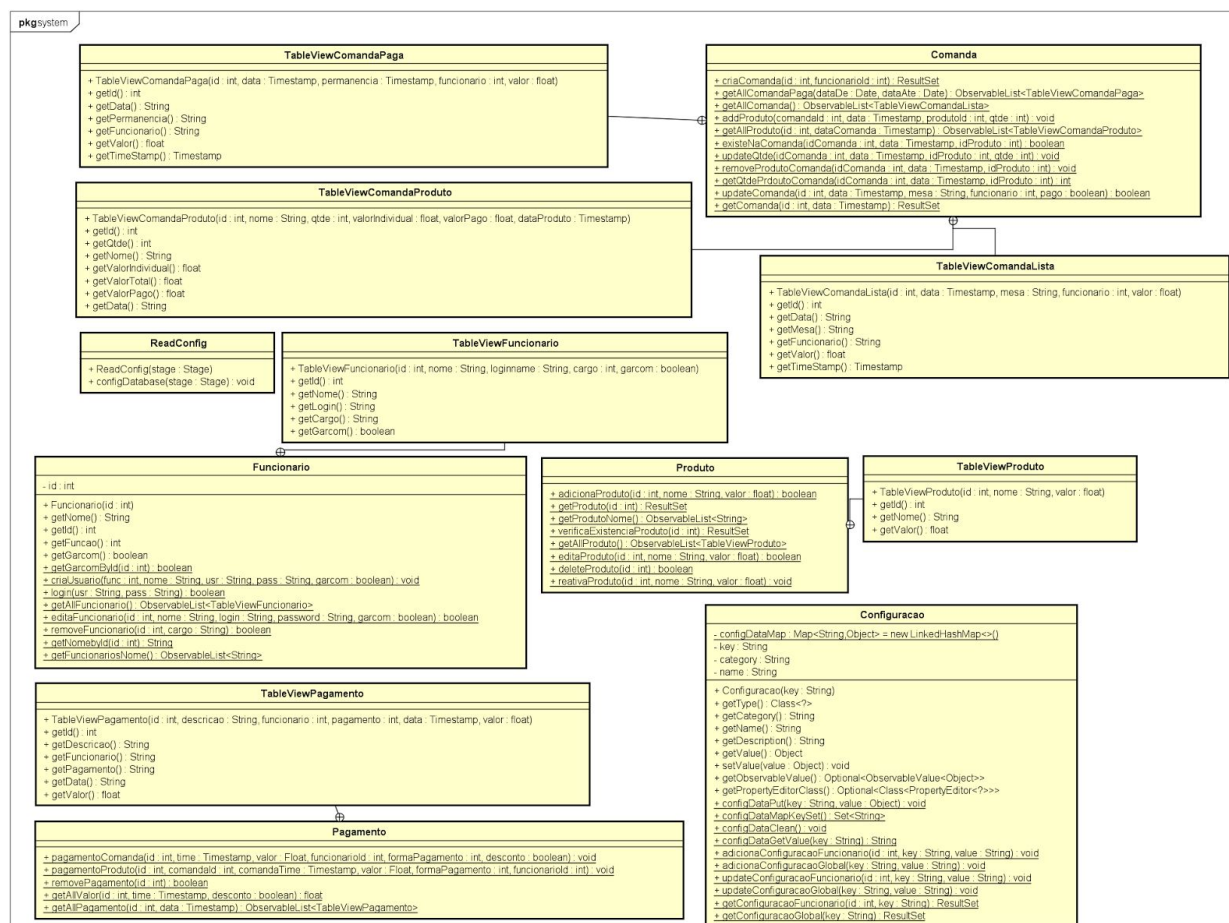 pkg system
TableViewComandaPaga
+ TableViewComandaPaga(id : int, data : Timestamp, permanencia : Timestamp, funcionario : int, valor : float)
+ getId() : int
+ getData() : String
+ getPermanencia() : String
+ getFuncionario() : String
+ getValor() : float
+ getTimeStamp() : Timestamp
Comanda
+ criaComanda(id : int, funcionarioId : int) : ResultSet
+ getAllComandaPaga(dataDe : Date, dataAte : Date) : ObservableList<TableViewComandaPaga>
+ getAllComanda() : ObservableList<TableViewComandaLista>
+ addProduto(comandaId : int, data : Timestamp, produtoId : int, qtde : int) : void
+ getAllProduto(id : int, dataComanda : Timestamp) : ObservableList<TableViewComandaProduto>
+ existeNaComanda(idComanda : int, data : Timestamp, idProduto : int) : boolean
+ updateQtde(idComanda : int, data : Timestamp, idProduto : int, qtde : int) : void
+ removeProdutoComanda(idComanda : int, data : Timestamp, idProduto : int) : void
+ getQtdePrdoutoComanda(idComanda : int, data : Timestamp, idProduto : int) : int
+ updateComanda(id : int, data : Timestamp, mesa : String, funcionario : int, pago : boolean) : boolean
+ getComanda(id : int, data : Timestamp) : ResultSet
TableViewComandaProduto
+ TableViewComandaProduto(id : int, nome : String, qtde : int, valorIndividual : float, valorPago : float, dataProduto : Timestamp)
+ getId() : int
+ getQtde() : int
+ getNome() : String
+ getValorIndividual() : float
+ getValorTotal() : float
+ getValorPago() : float
+ getData() : String
TableViewComandaLista
+ TableViewComandaLista(id : int, data : Timestamp, mesa : String, funcionario : int, valor : float)
+ getId() : int
+ getData() : String
+ getMesa() : String
+ getFuncionario() : String
+ getValor() : float
+ getTimeStamp() : Timestamp
ReadConfig
+ ReadConfig(stage : Stage)
+ configDatabase(stage : Stage) : void
TableViewFuncionario
+ TableViewFuncionario(id : int, nome : String, loginname : String, cargo : int, garcom : boolean)
+ getId() : int
+ getNome() : String
+ getLogin() : String
+ getCargo() : String
+ getGarcom() : boolean
Funcionario
- id : int
+ Funcionario(id : int)
+ getNome() : String
+ getId() : int
+ getFuncao() : int
+ getGarcom() : boolean
+ getGarcomById(id : int) : boolean
+ criaUsuario(func : int, nome : String, usr : String, pass : String, garcom : boolean) : void
+ login(usr : String, pass : String) : boolean
+ getAllFuncionario() : ObservableList<TableViewFuncionario>
+ editaFuncionario(id : int, nome : String, login : String, password : String, garcom : boolean) : boolean
+ removeFuncionario(id : int, cargo : String) : boolean
+ getNomebyId(id : int) : String
+ getFuncionariosNome() : ObservableList<String>
Produto
+ adicionaProduto(id : int, nome : String, valor : float) : boolean
+ getProduto(id : int) : ResultSet
+ getProdutoNome() : ObservableList<String>
+ verificaExistenciaProduto(id : int) : ResultSet
+ getAllProduto() : ObservableList<TableViewProduto>
+ editaProduto(id : int, nome : String, valor : float) : boolean
+ deleteProduto(id : int) : boolean
+ reativaProduto(id : int, nome : String, valor : float) : void
TableViewProduto
+ TableViewProduto(id : int, nome : String, valor : float)
+ getId() : int
+ getNome() : String
+ getValor() : float
Configuracao
- configDataMap : Map<String,Object> = new LinkedHashMap<>()
- key : String
- category : String
- name : String
+ Configuracao(key : String)
+ getType() : Class<?>
+ getCategory() : String
+ getName() : String
+ getDescription() : String
+ getValue() : Object
+ setValue(value : Object) : void
+ getObservableValue() : Optional<ObservableValue<Object>>
+ getPropertyEditorClass() : Optional<Class<PropertyEditor<?>>>
+ configDataPut(key : String, value : Object) : void
+ configDataMapKeySet() : Set<String>
+ configDataClean() : void
+ configDataGetValue(key : String) : String
+ adicionaConfiguracaoFuncionario(id : int, key : String, value : String) : void
+ adicionaConfiguracaoGlobal(key : String, value : String) : void
+ updateConfiguracaoFuncionario(id : int, key : String, value : String) : void
+ updateConfiguracaoGlobal(key : String, value : String) : void
+ getConfiguracaoFuncionario(id : int, key : String) : ResultSet
+ getConfiguracaoGlobal(key : String) : ResultSet
TableViewPagamento
+ TableViewPagamento(id : int, descricao : String, funcionario : int, pagamento : int, data : Timestamp, valor : float)
+ getId() : int
+ getDescricao() : String
+ getFuncionario() : String
+ getPagamento() : String
+ getData() : String
+ getValor() : float
Pagamento
+ pagamentoComanda(id : int, time : Timestamp, valor : Float, funcionarioId : int, formaPagamento : int, desconto : boolean) : void
+ pagamentoProduto(id : int, comandaId : int, comandaTime : Timestamp, valor : Float, formaPagamento : int, funcionarioId : int) : void
+ removePagamento(id : int) : boolean
+ getAllValor(id : int, time : Timestamp, desconto : boolean) : float
+ getAllPagamento(id : int, data : Timestamp) : ObservableList<TableViewPagamento>